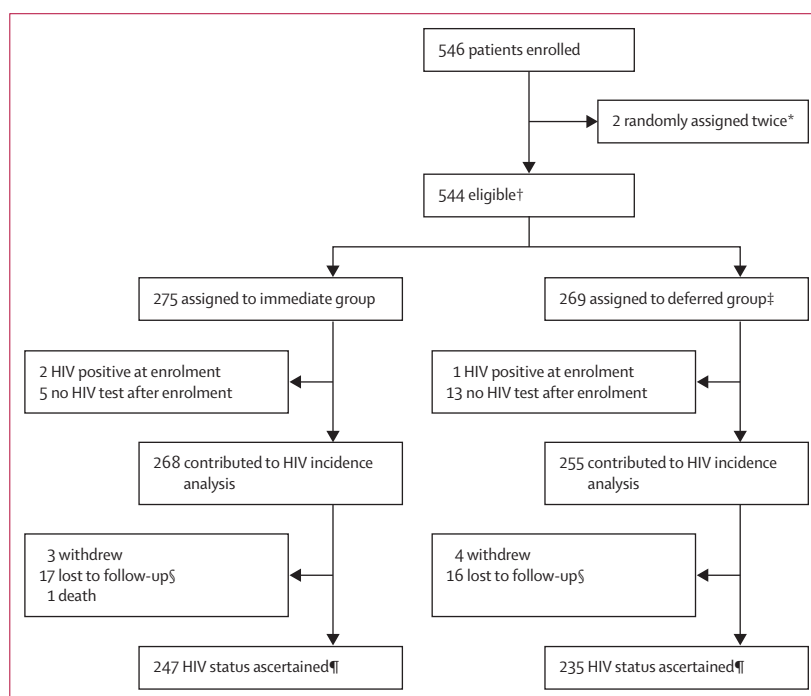 546 patients enrolled
2 randomly assigned twice*
544 eligible†
275 assigned to immediate group
269 assigned to deferred group‡
2 HIV positive at enrolment
5 no HIV test after enrolment
1 HIV positive at enrolment
13 no HIV test after enrolment
268 contributed to HIV incidence
analysis
255 contributed to HIV incidence
analysis
3 withdrew
17 lost to follow-up§
1 death
4 withdrew
16 lost to follow-up§
247 HIV status ascertained¶
235 HIV status ascertained¶